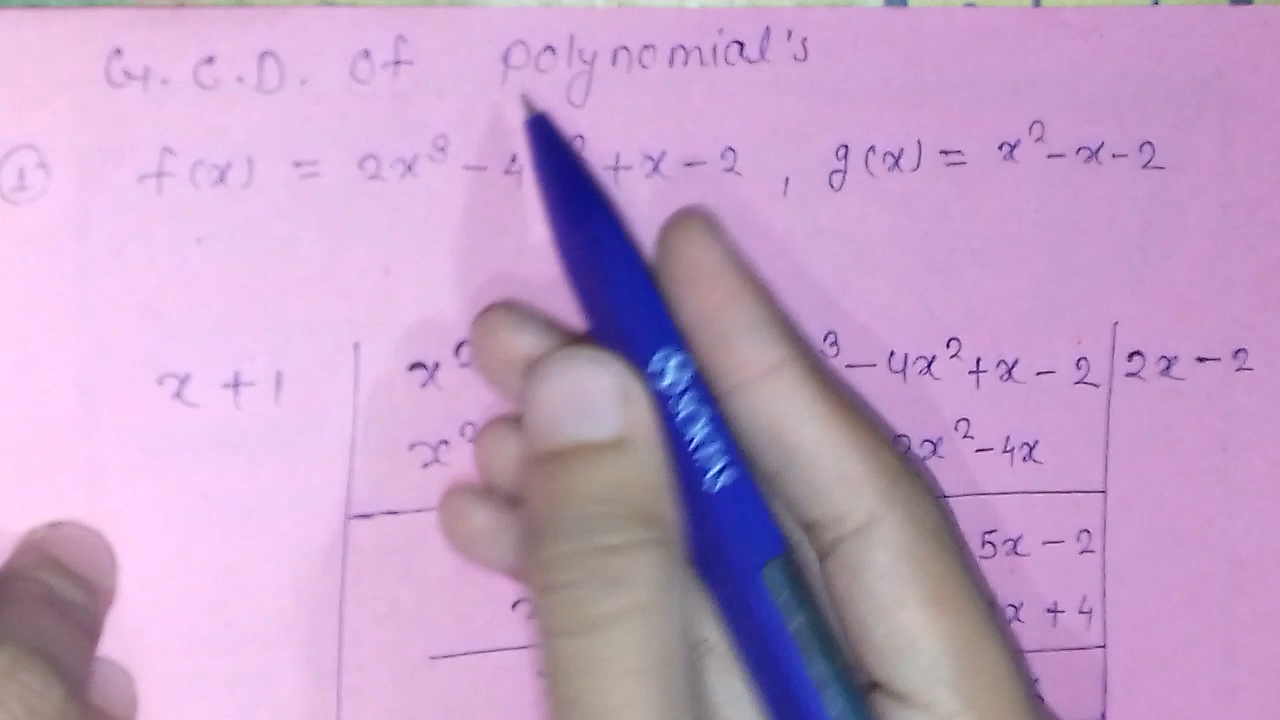 G.C.D. of polynomial's
① f(x) = 2x³ - 4 ² + x - 2 , g(x) = x² - x - 2
x + 1 x² ³ - 4x² + x - 2 2x - 2
x² 2x² - 4x
5x - 2
x + 4